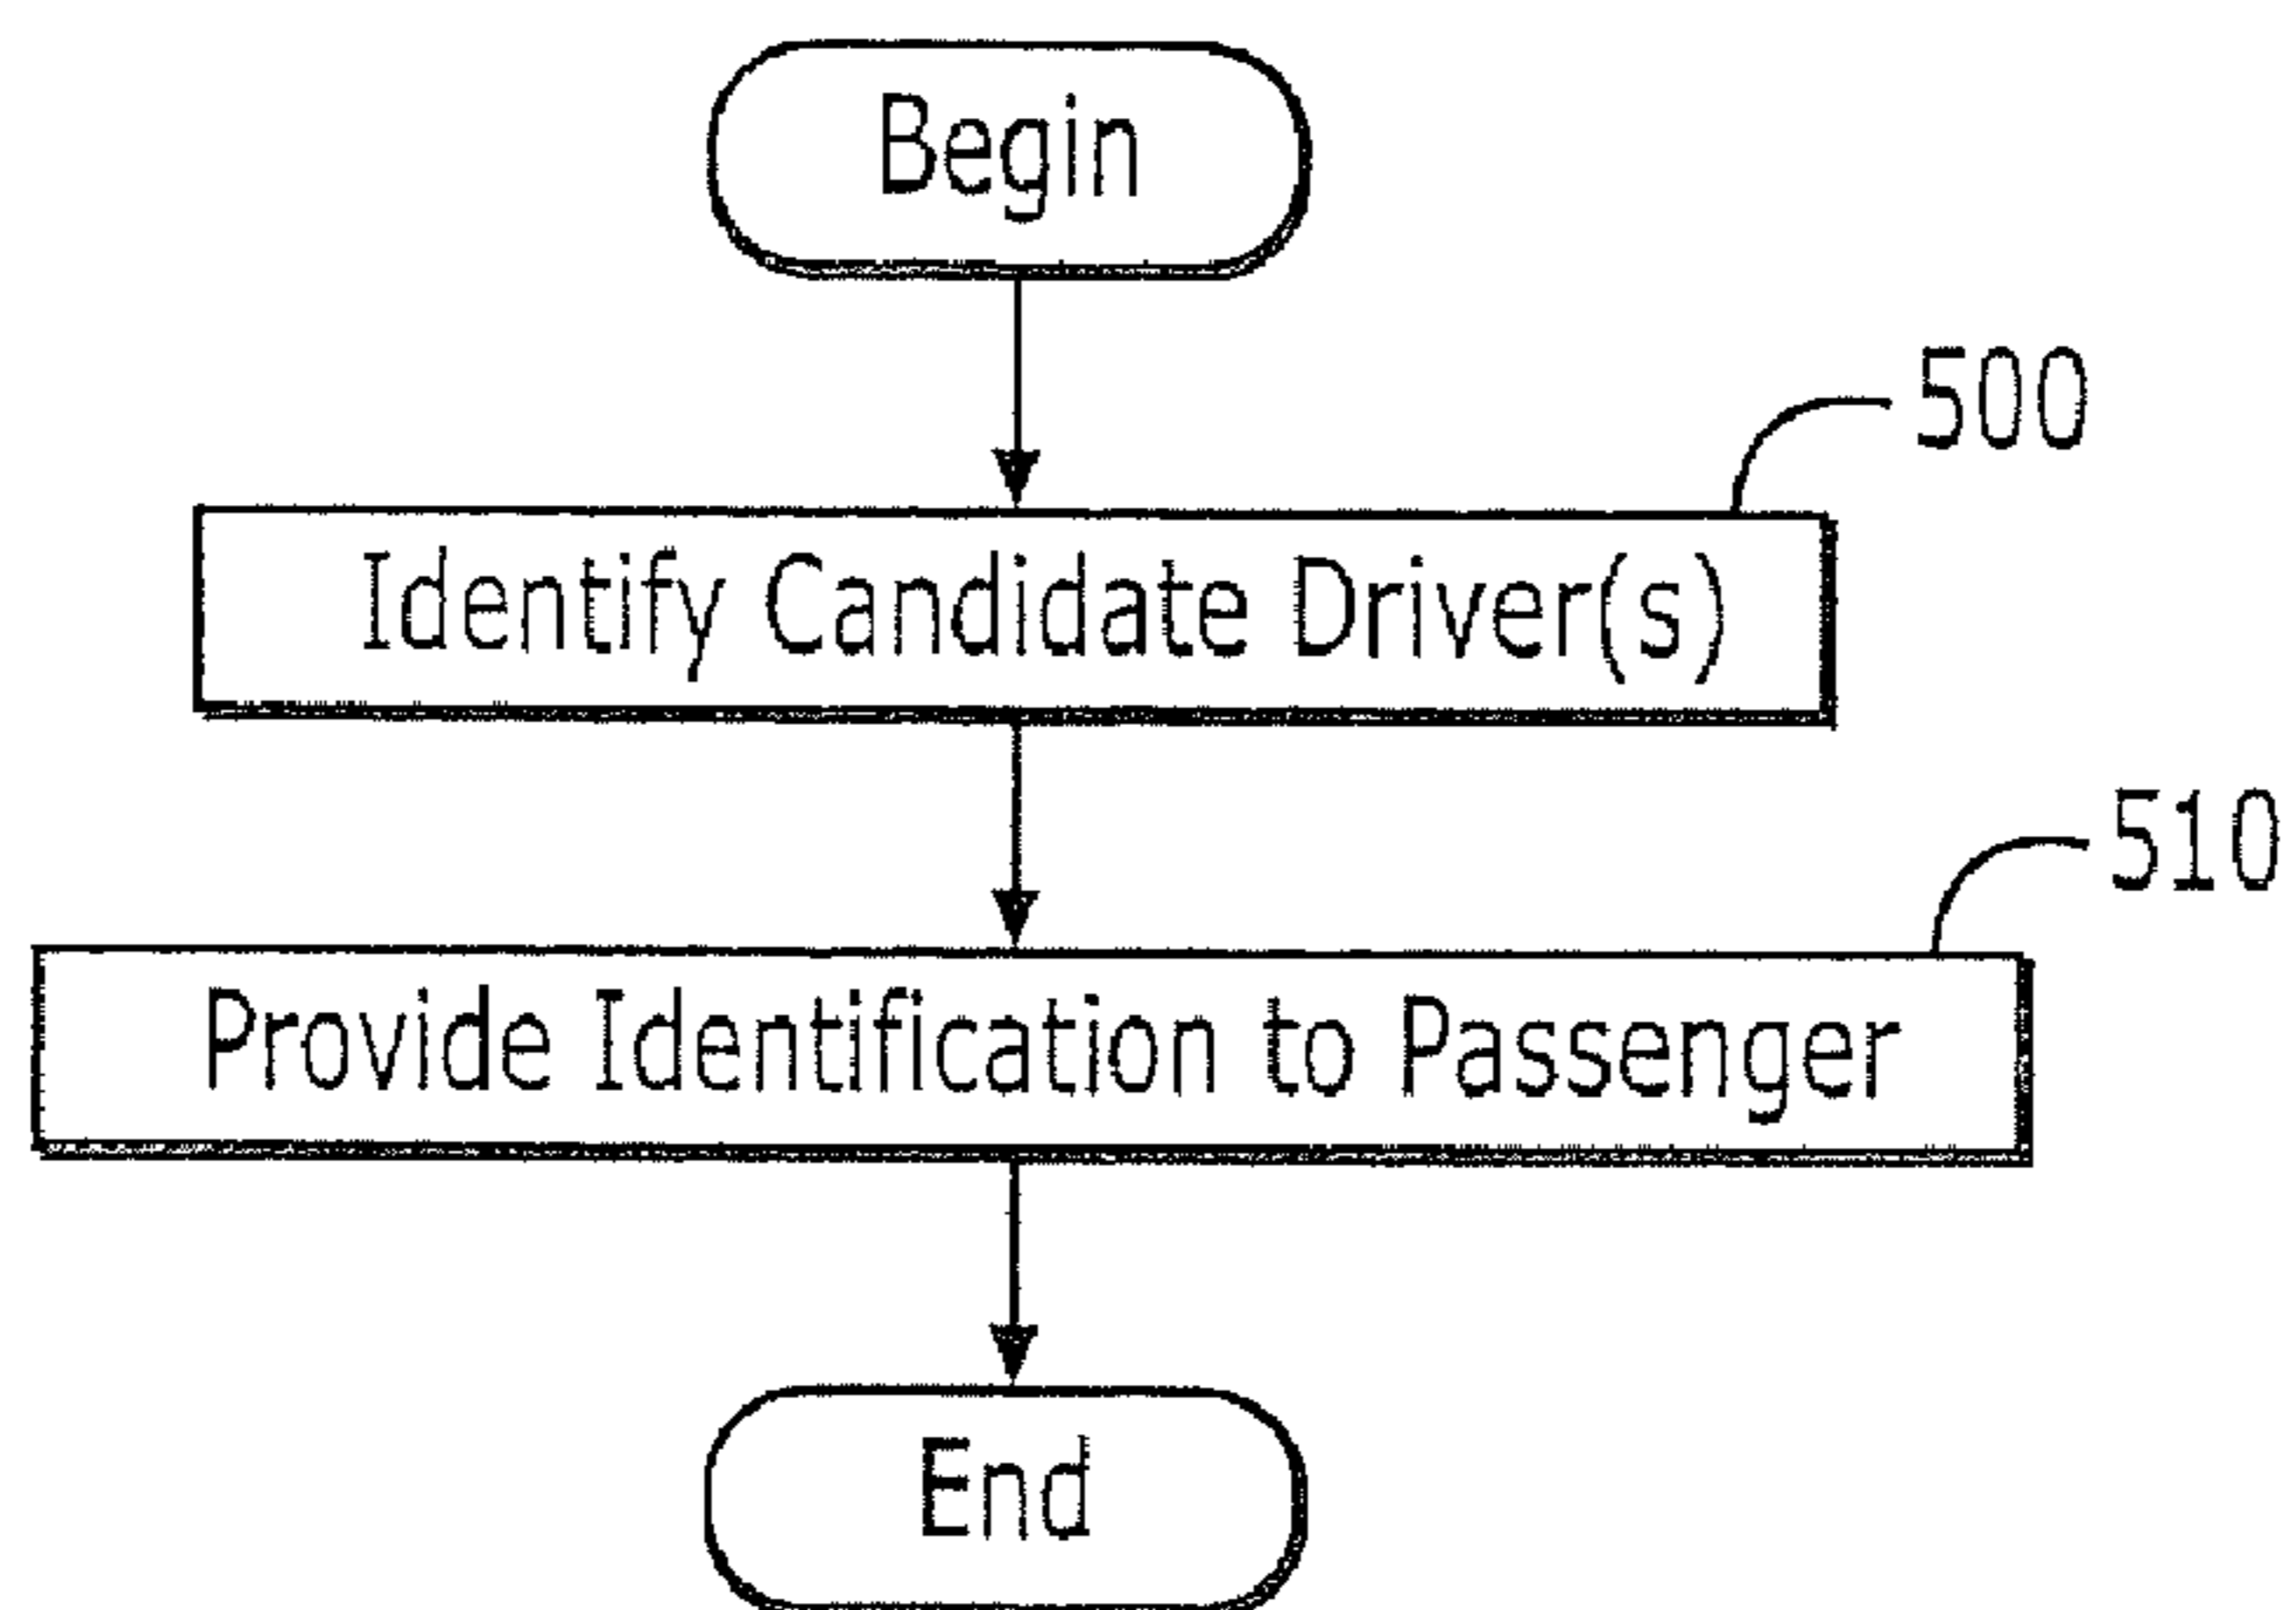 Begin
500
Identify Candidate Driver(s)
510
Provide Identification to Passenger
End